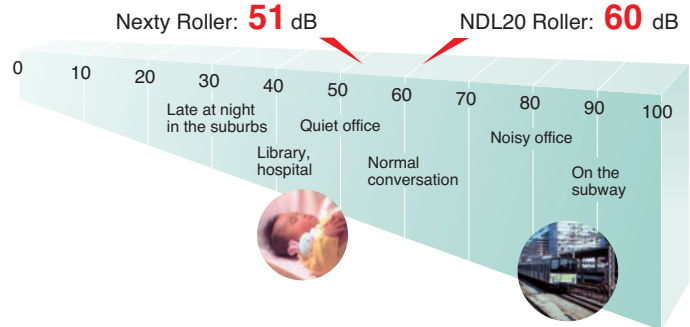 Nexty Roller: 51 dB
NDL20 Roller: 60 dB
0 10 20 30 40 50 60 70 80 90 100
Late at night
in the suburbs
Quiet office
Noisy office
Library,
hospital
Normal
conversation
On the
subway